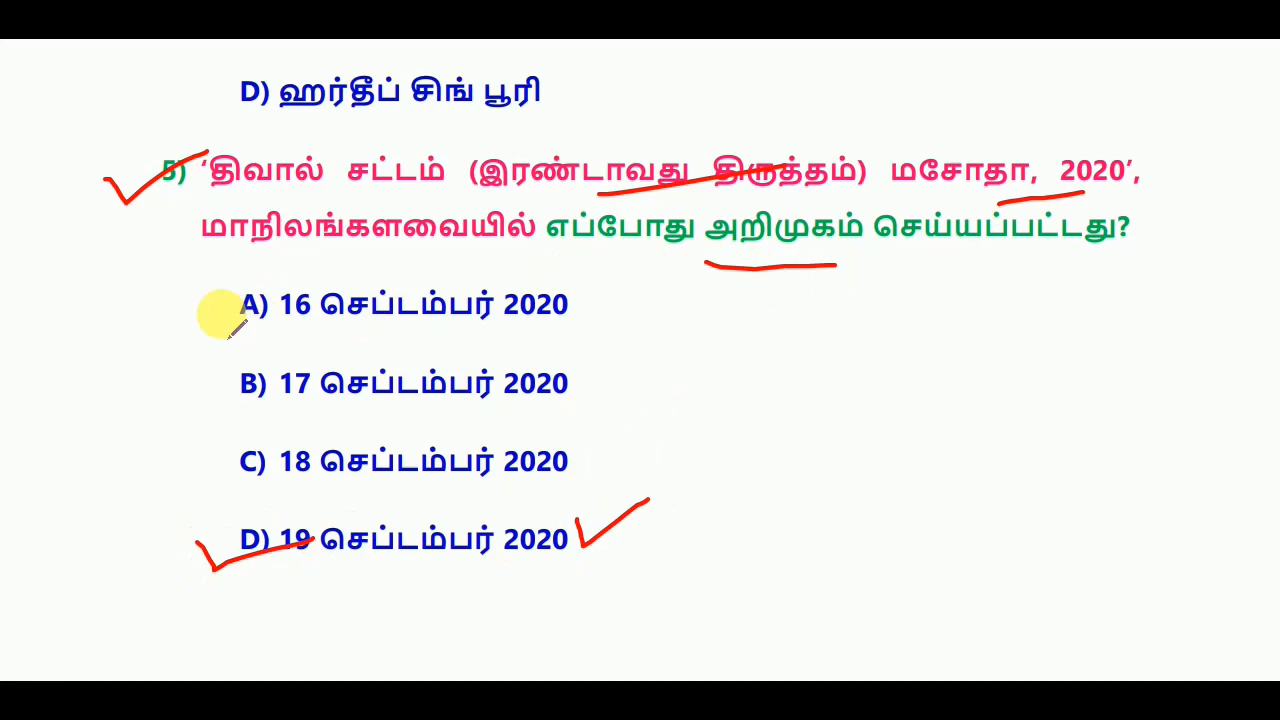 D) ஹர்தீப் சிங் பூரி
5) ‘திவால் சட்டம் (இரண்டாவது திருத்தம்) மசோதா, 2020’,
மாநிலங்களவையில் எப்போது அறிமுகம் செய்யப்பட்டது?
A) 16 செப்டம்பர் 2020
B) 17 செப்டம்பர் 2020
C) 18 செப்டம்பர் 2020
D) 19 செப்டம்பர் 2020